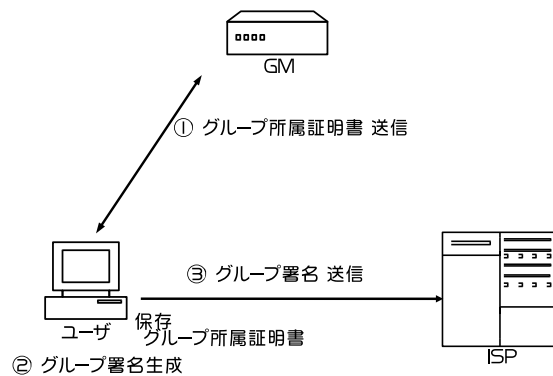 GM
① グループ所属証明書 送信
③ グループ署名 送信
ユーザ
保存
グループ所属証明書
② グループ署名生成
ISP